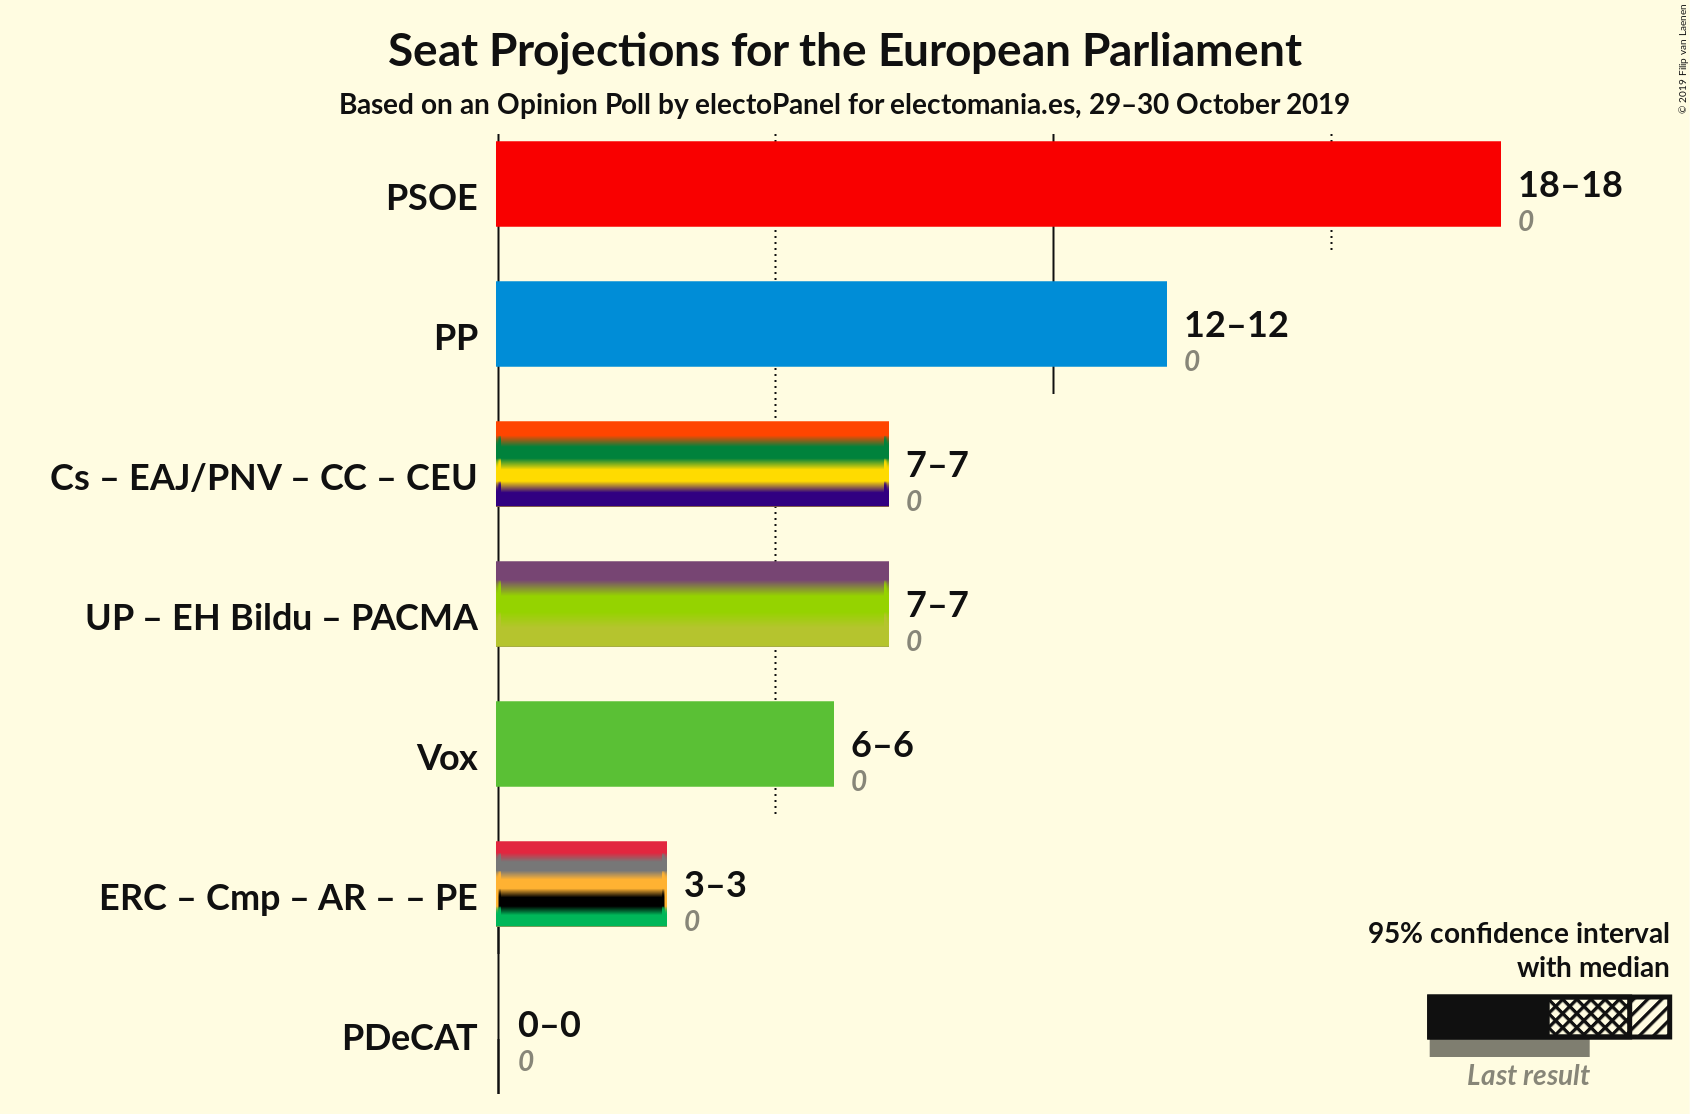 Seat Projections for the European Parliament
Based on an Opinion Poll by electoPanel for electomania.es, 29–30 October 2019
© 2019 Filip van Laenen
PSOE
18–18
0
PP
12–12
0
Cs – EAJ/PNV – CC – CEU
7–7
0
UP – EH Bildu – PACMA
7–7
0
Vox
6–6
0
ERC – Cmp – AR – – PE
3–3
0
PDeCAT
0–0
0
95% confidence interval
with median
Last result